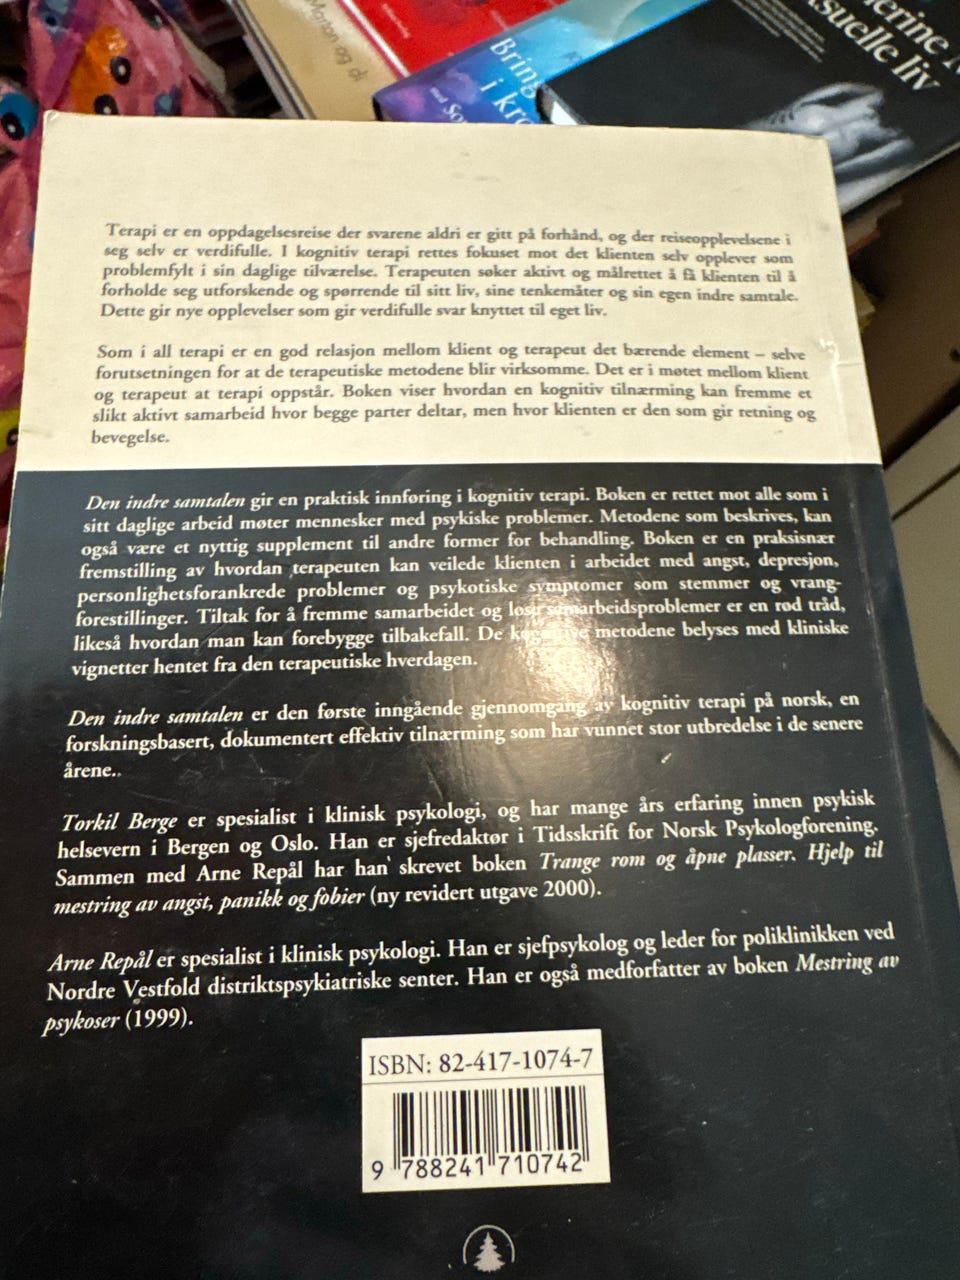 Maton og di
Bring
i kr
med So
erine
suelle liv
Terapi er en oppdagelsesreise der svarene aldri er gitt på forhånd, og der reiseopplevelsene i
seg selv er verdifulle. I kognitiv terapi rettes fokuset mot det klienten selv opplever som
problemfylt i sin daglige tilværelse. Terapeuten søker aktivt og målrettet å få klienten til å
forholde seg utforskende og spørrende til sitt liv, sine tenkemåter og sin egen indre samtale.
Dette gir nye opplevelser som gir verdifulle svar knyttet til eget liv.
Som i all terapi er en god relasjon mellom klient og terapeut det bærende element – selve
forutsetningen for at de terapeutiske metodene blir virksomme. Det er i møtet mellom klient
og terapeut at terapi oppstår. Boken viser hvordan en kognitiv tilnærming kan fremme et
slikt aktivt samarbeid hvor begge parter deltar, men hvor klienten er den som gir retning og
bevegelse.
Den indre samtalen gir en praktisk innføring i kognitiv terapi. Boken er rettet mot alle som i
sitt daglige arbeid møter mennesker med psykiske problemer. Metodene som beskrives, kan
også være et nyttig supplement til andre former for behandling. Boken er en praksisnær
fremstilling av hvordan terapeuten kan veilede klienten i arbeidet med angst, depresjon,
personlighetsforankrede problemer og psykotiske symptomer som stemmer og vrang-
forestillinger. Tiltak for å fremme samarbeidet og løse samarbeidsproblemer er en rød tråd,
likeså hvordan man kan forebygge tilbakefall. De kognitive metodene belyses med kliniske
vignetter hentet fra den terapeutiske hverdagen.
Den indre samtalen er den første inngående gjennomgang av kognitiv terapi på norsk, en
forskningsbasert, dokumentert effektiv tilnærming som har vunnet stor utbredelse i de senere
årene..
Torkil Berge er spesialist i klinisk psykologi, og har mange års erfaring innen psykisk
helsevern i Bergen og Oslo. Han er sjefredaktør i Tidsskrift for Norsk Psykologforening.
Sammen med Arne Repål har han skrevet boken Trange rom og åpne plasser. Hjelp til
mestring av angst, panikk og fobier (ny revidert utgave 2000).
Arne Repål er spesialist i klinisk psykologi. Han er sjefpsykolog og leder for poliklinikken ved
Nordre Vestfold distriktspsykiatriske senter. Han er også medforfatter av boken Mestring av
psykoser (1999).
ISBN: 82-417-1074-7
9 788241 710742